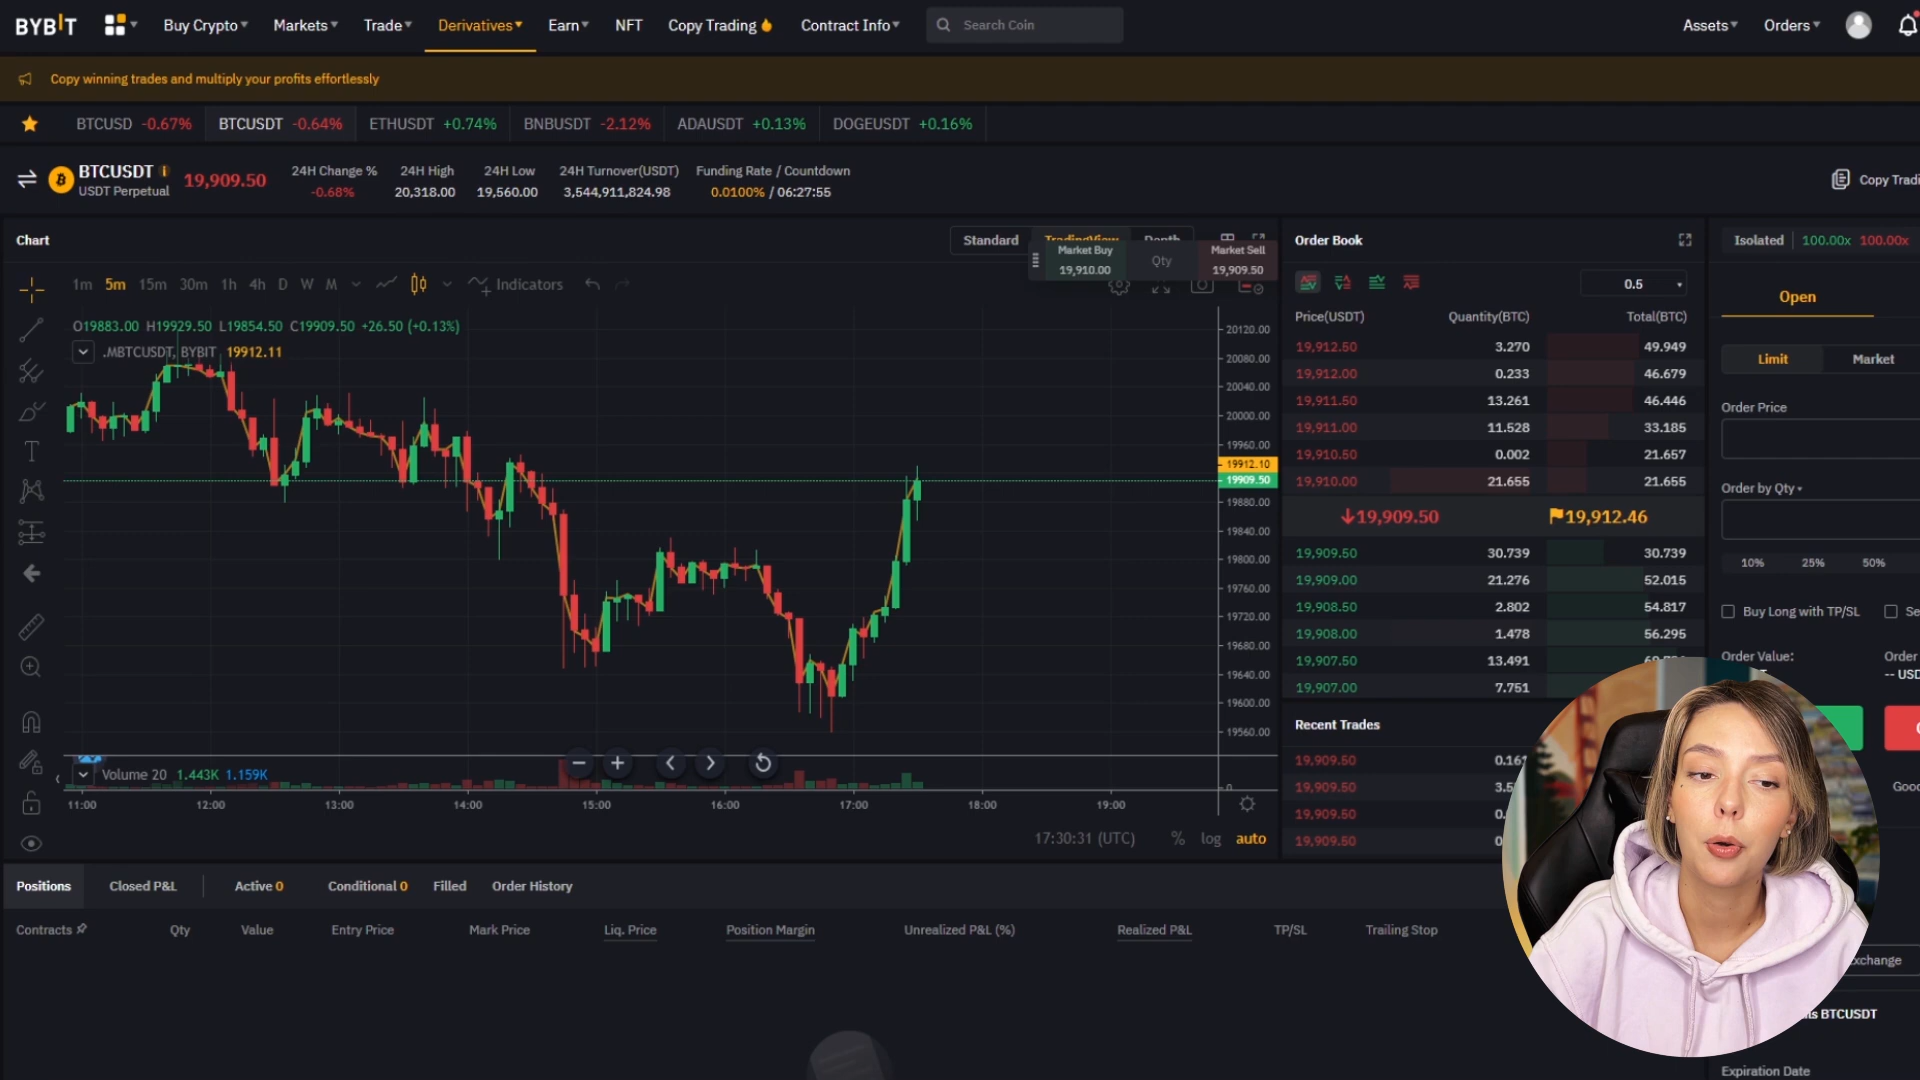 BYBIT Buy Crypto Markets Trade Derivatives Earn NFT Copy Trading Contract Info Search Coin Assets Orders
Copy winning trades and multiply your profits effortlessly
BTCUSD -0.67% BTCUSDT -0.64% ETHUSDT +0.74% BNBUSDT -2.12% ADAUSDT +0.13% DOGEUSDT +0.16%
BTCUSDT 19,909.50 24H Change % 24H High 24H Low 24H Turnover(USDT) Funding Rate / Countdown
USDT Perpetual -0.68% 20,318.00 19,560.00 3,544,911,824.98 0.0100% / 06:27:55
Copy Tradi
Chart Standard TradingView Depth
Market Buy Qty Market Sell
19,910.00 19,909.50
1m 5m 15m 30m 1h 4h D W M Indicators
O19883.00 H19929.50 L19854.50 C19909.50 +26.50 (+0.13%)
.MBTCUSDT, BYBIT 19912.11
20120.00
20080.00
20040.00
20000.00
19960.00
19912.10
19909.50
19880.00
19840.00
19800.00
19760.00
19720.00
19680.00
19640.00
19600.00
19560.00
0
Volume 20 1.443K 1.159K
11:00 12:00 13:00 14:00 15:00 16:00 17:00 18:00 19:00
17:30:31 (UTC) % log auto
Order Book
0.5
Price(USDT) Quantity(BTC) Total(BTC)
19,912.50 3.270 49.949
19,912.00 0.233 46.679
19,911.50 13.261 46.446
19,911.00 11.528 33.185
19,910.50 0.002 21.657
19,910.00 21.655 21.655
19,909.50 19,912.46
19,909.50 30.739 30.739
19,909.00 21.276 52.015
19,908.50 2.802 54.817
19,908.00 1.478 56.295
19,907.50 13.491
19,907.00 7.751
Recent Trades
19,909.50 0.161
19,909.50 3.5
19,909.50 0.
19,909.50 0
Isolated 100.00x 100.00x
Open
Limit Market
Order Price
Order by Qty
10% 25% 50%
Buy Long with TP/SL Se
Order Value: Order
-- USD
Good
xchange
ls BTCUSDT
Expiration Date
Positions Closed P&L Active 0 Conditional 0 Filled Order History
Contracts Qty Value Entry Price Mark Price Liq. Price Position Margin Unrealized P&L (%) Realized P&L TP/SL Trailing Stop